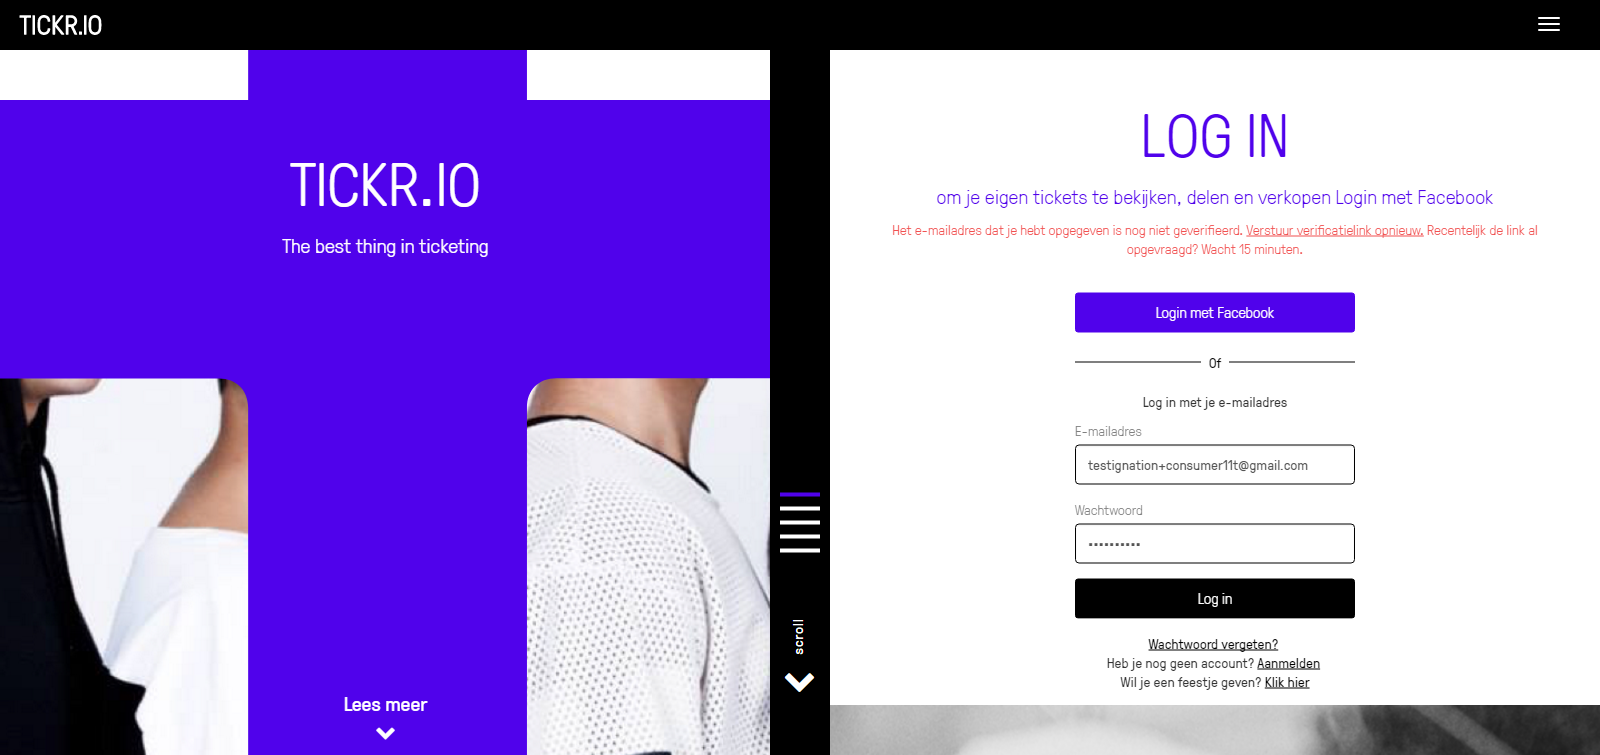 TICKR.IO
TICKR.IO
The best thing in ticketing
Lees meer
scroll
LOG IN
om je eigen tickets te bekijken, delen en verkopen Login met Facebook
Het e-mailadres dat je hebt opgegeven is nog niet geverifieerd. Verstuur verificatielink opnieuw. Recentelijk de link al
opgevraagd? Wacht 15 minuten.
Login met Facebook
Of
Log in met je e-mailadres
E-mailadres
testignation+consumer11t@gmail.com
Wachtwoord
••••••••••
Log in
Wachtwoord vergeten?
Heb je nog geen account? Aanmelden
Wil je een feestje geven? Klik hier